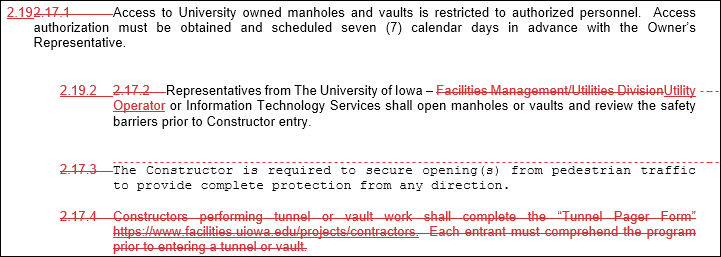 2.192.17.1 Access to University owned manholes and vaults is restricted to authorized personnel. Access
authorization must be obtained and scheduled seven (7) calendar days in advance with the Owner's
Representative.
2.19.2 2.17.2 Representatives from The University of Iowa – Facilities Management/Utilities DivisionUtility
Operator or Information Technology Services shall open manholes or vaults and review the safety
barriers prior to Constructor entry.
2.17.3 The Constructor is required to secure opening(s) from pedestrian traffic
to provide complete protection from any direction.
2.17.4 Constructors performing tunnel or vault work shall complete the “Tunnel Pager Form”
https://www.facilities.uiowa.edu/projects/contractors. Each entrant must comprehend the program
prior to entering a tunnel or vault.